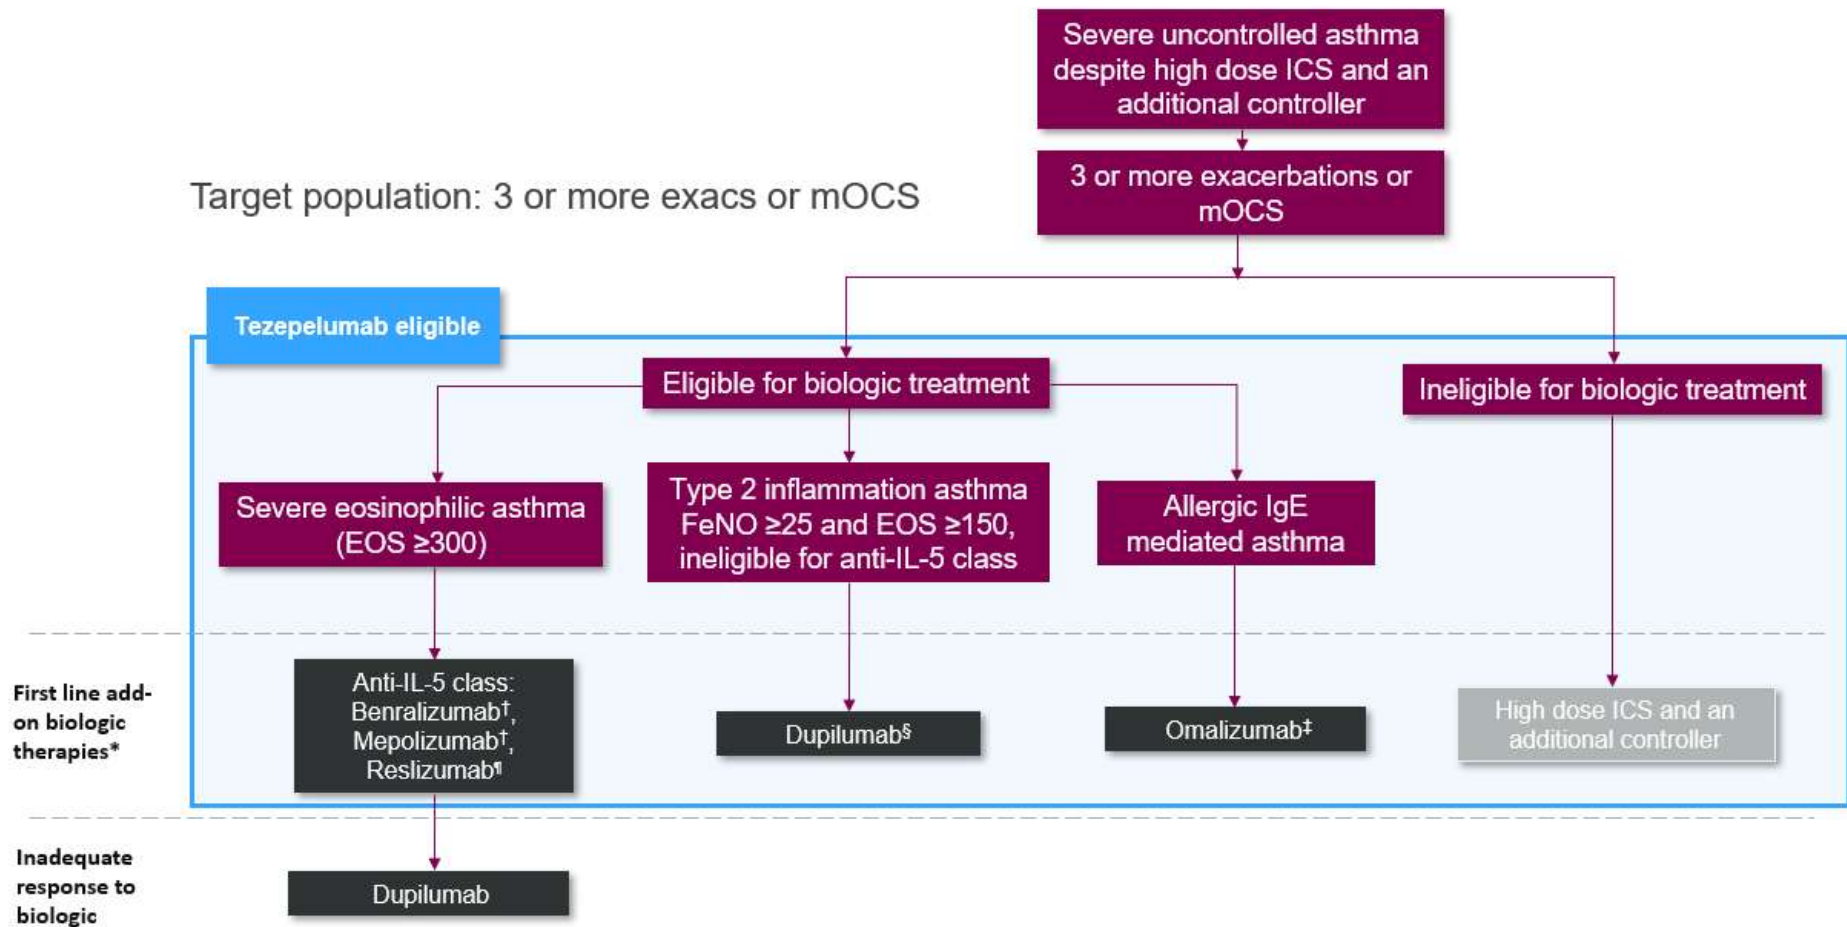 Severe uncontrolled asthma
despite high dose ICS and an
additional controller
3 or more exacerbations or
mOCS
Target population: 3 or more exacs or mOCS
Tezepelumab eligible
Eligible for biologic treatment
Ineligible for biologic treatment
Severe eosinophilic asthma
(EOS ≥300)
Type 2 inflammation asthma
FeNO ≥25 and EOS ≥150,
ineligible for anti-IL-5 class
Allergic IgE
mediated asthma
First line add-
on biologic
therapies*
Anti-IL-5 class:
Benralizumab†,
Mepolizumab†,
Reslizumab¶
Dupilumab§
Omalizumab‡
High dose ICS and an
additional controller
Inadequate
response to
biologic
Dupilumab